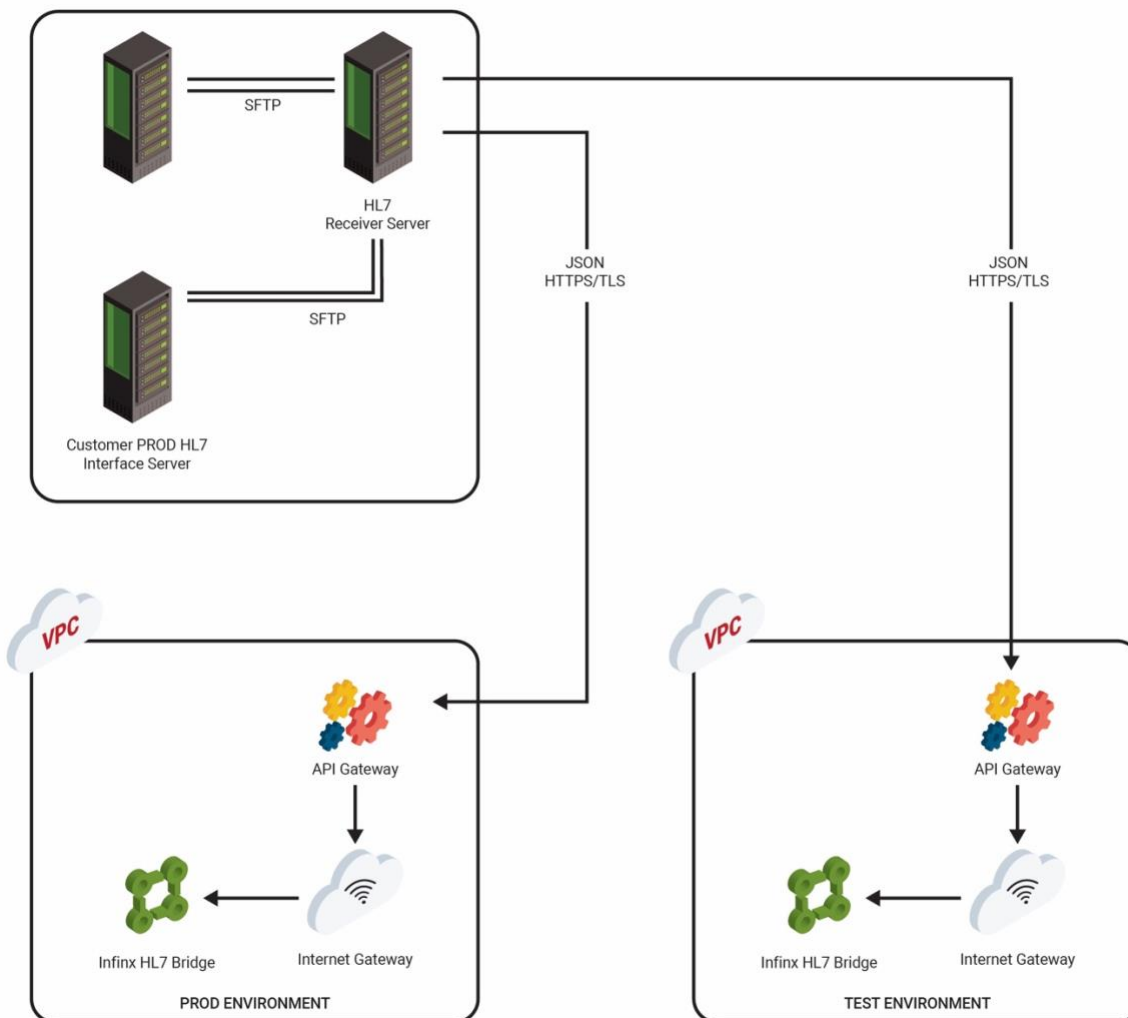 SFTP
HL7
Receiver Server
SFTP
Customer PROD HL7
Interface Server
JSON
HTTPS/TLS
JSON
HTTPS/TLS
VPC
API Gateway
Infinx HL7 Bridge
Internet Gateway
PROD ENVIRONMENT
VPC
API Gateway
Infinx HL7 Bridge
Internet Gateway
TEST ENVIRONMENT